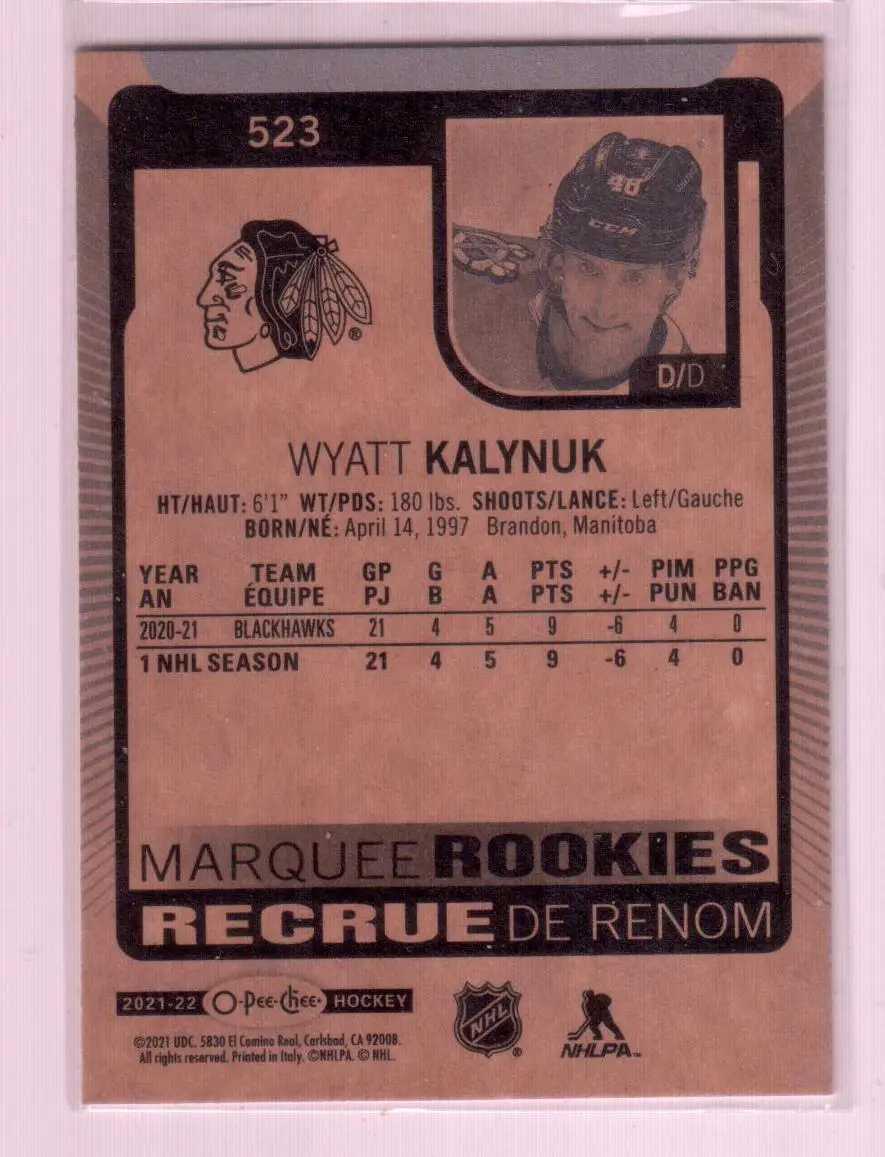 523
48
CCM
D/D
WYATT KALYNUK
HT/HAUT: 6'1" WT/PDS: 180 lbs. SHOOTS/LANCE: Left/Gauche
BORN/NÉ: April 14, 1997 Brandon, Manitoba
YEAR TEAM GP G A PTS +/- PIM PPG
AN ÉQUIPE PJ B A PTS +/- PUN BAN
2020-21 BLACKHAWKS 21 4 5 9 -6 4 0
1 NHL SEASON 21 4 5 9 -6 4 0
MARQUEE ROOKIES
RECRUE DE RENOM
2021-22 O-Pee-Chee HOCKEY
NHL ®
NHLPA™
©2021 UDC. 5830 El Camino Real, Carlsbad, CA 92008.
All rights reserved. Printed in Italy. ©NHLPA. © NHL.